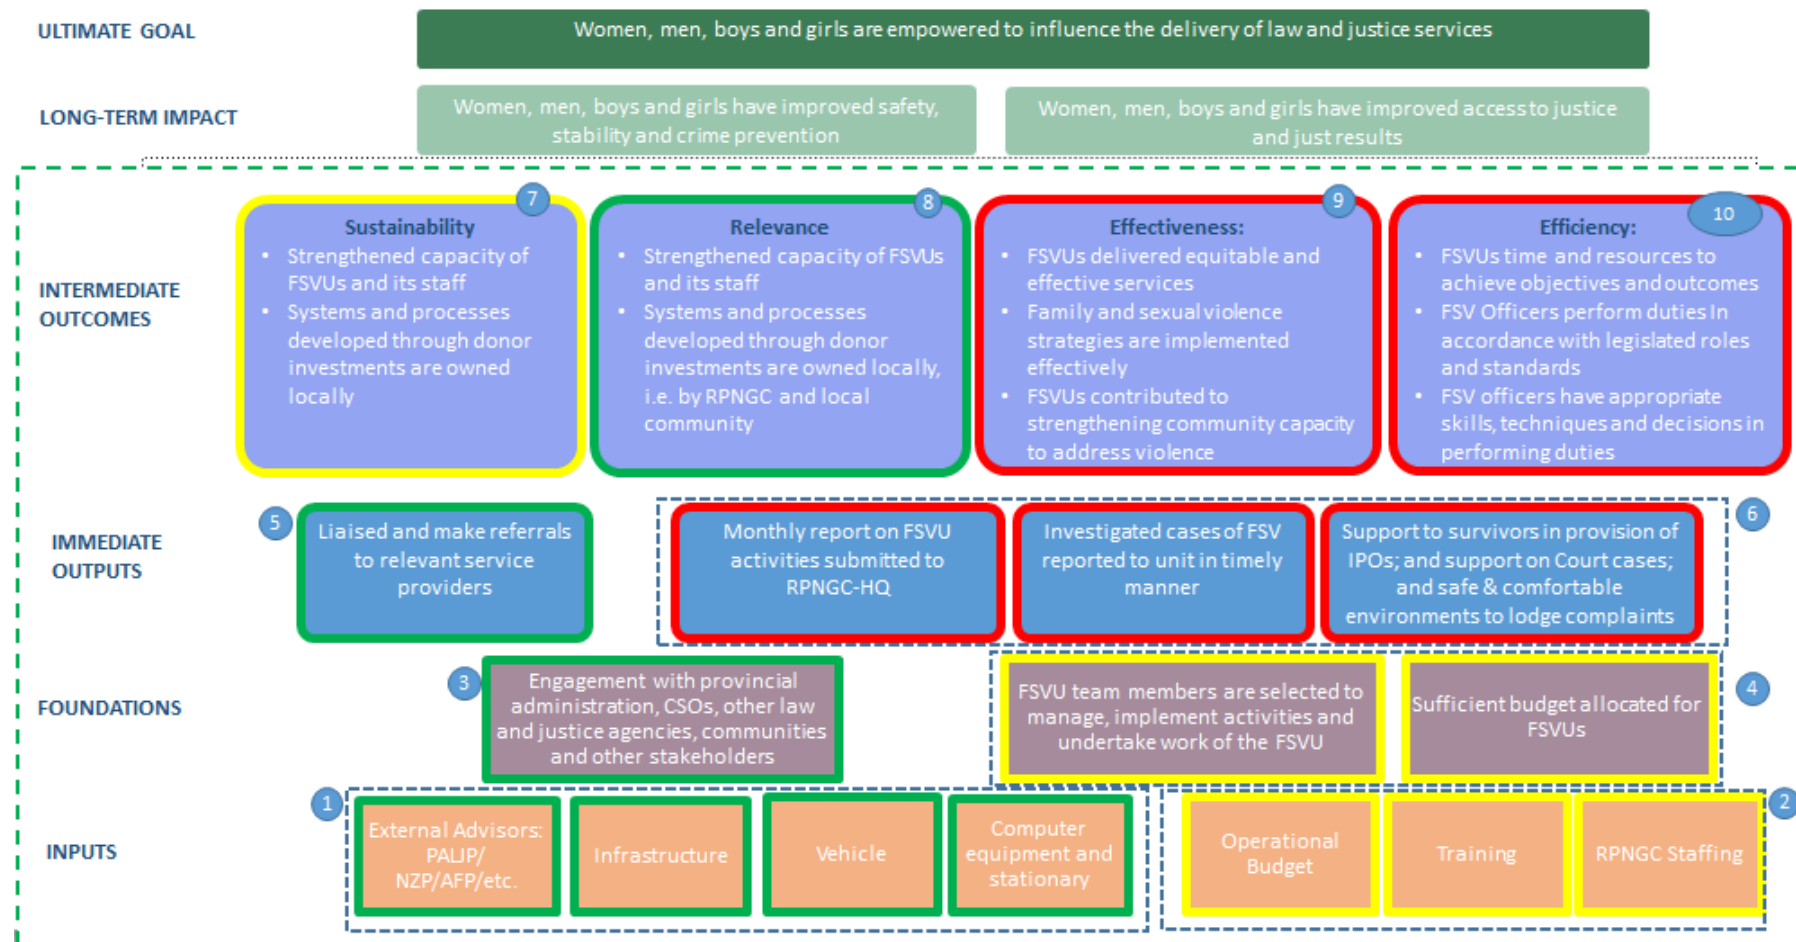 ULTIMATE GOAL
Women, men, boys and girls are empowered to influence the delivery of law and justice services
LONG-TERM IMPACT
Women, men, boys and girls have improved safety,
stability and crime prevention
Women, men, boys and girls have improved access to justice
and just results
INTERMEDIATE
OUTCOMES
7
Sustainability
• Strengthened capacity of
FSVUs and its staff
• Systems and processes
developed through donor
investments are owned
locally
8
Relevance
• Strengthened capacity of FSVUs
and its staff
• Systems and processes
developed through donor
investments are owned locally,
i.e. by RPNGC and local
community
9
Effectiveness:
• FSVUs delivered equitable and
effective services
• Family and sexual violence
strategies are implemented
effectively
• FSVUs contributed to
strengthening community capacity
to address violence
10
Efficiency:
• FSVUs time and resources to
achieve objectives and outcomes
• FSV Officers perform duties In
accordance with legislated roles
and standards
• FSV officers have appropriate
skills, techniques and decisions in
performing duties
IMMEDIATE
OUTPUTS
5
Liaised and make referrals
to relevant service
providers
Monthly report on FSVU
activities submitted to
RPNGC-HQ
Investigated cases of FSV
reported to unit in timely
manner
Support to survivors in provision of
IPOs; and support on Court cases;
and safe & comfortable
environments to lodge complaints
6
FOUNDATIONS
3
Engagement with provincial
administration, CSOs, other law
and justice agencies, communities
and other stakeholders
FSVU team members are selected to
manage, implement activities and
undertake work of the FSVU
Sufficient budget allocated for
FSVUs
4
INPUTS
1
External Advisors:
PALJP/
NZP/AFP/etc.
Infrastructure
Vehicle
Computer
equipment and
stationary
Operational
Budget
Training
RPNGC Staffing
2